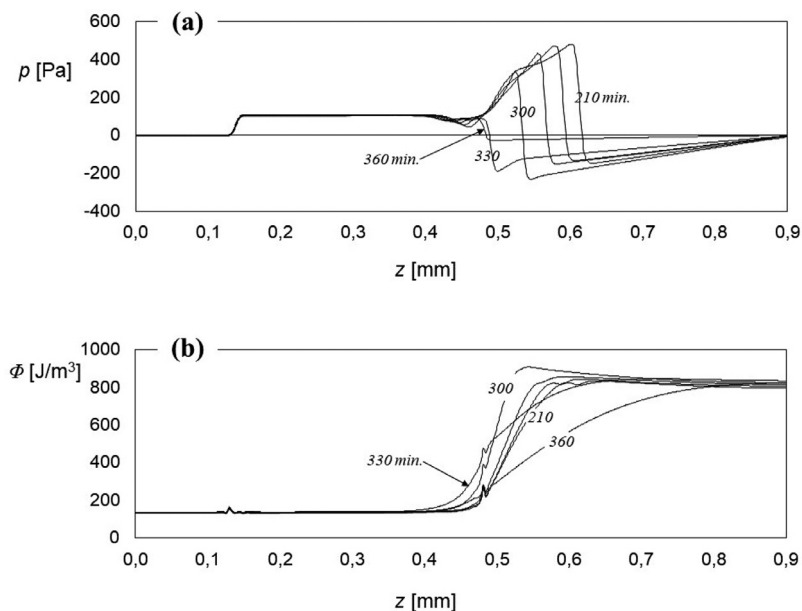 (a)
p [Pa]
600
400
200
0
-200
-400
210 min.
300
360 min.
330
0,0 0,1 0,2 0,3 0,4 0,5 0,6 0,7 0,8 0,9
z [mm]
(b)
Φ [J/m³]
1000
800
600
400
200
0
300
210
330 min.
360
0,0 0,1 0,2 0,3 0,4 0,5 0,6 0,7 0,8 0,9
z [mm]